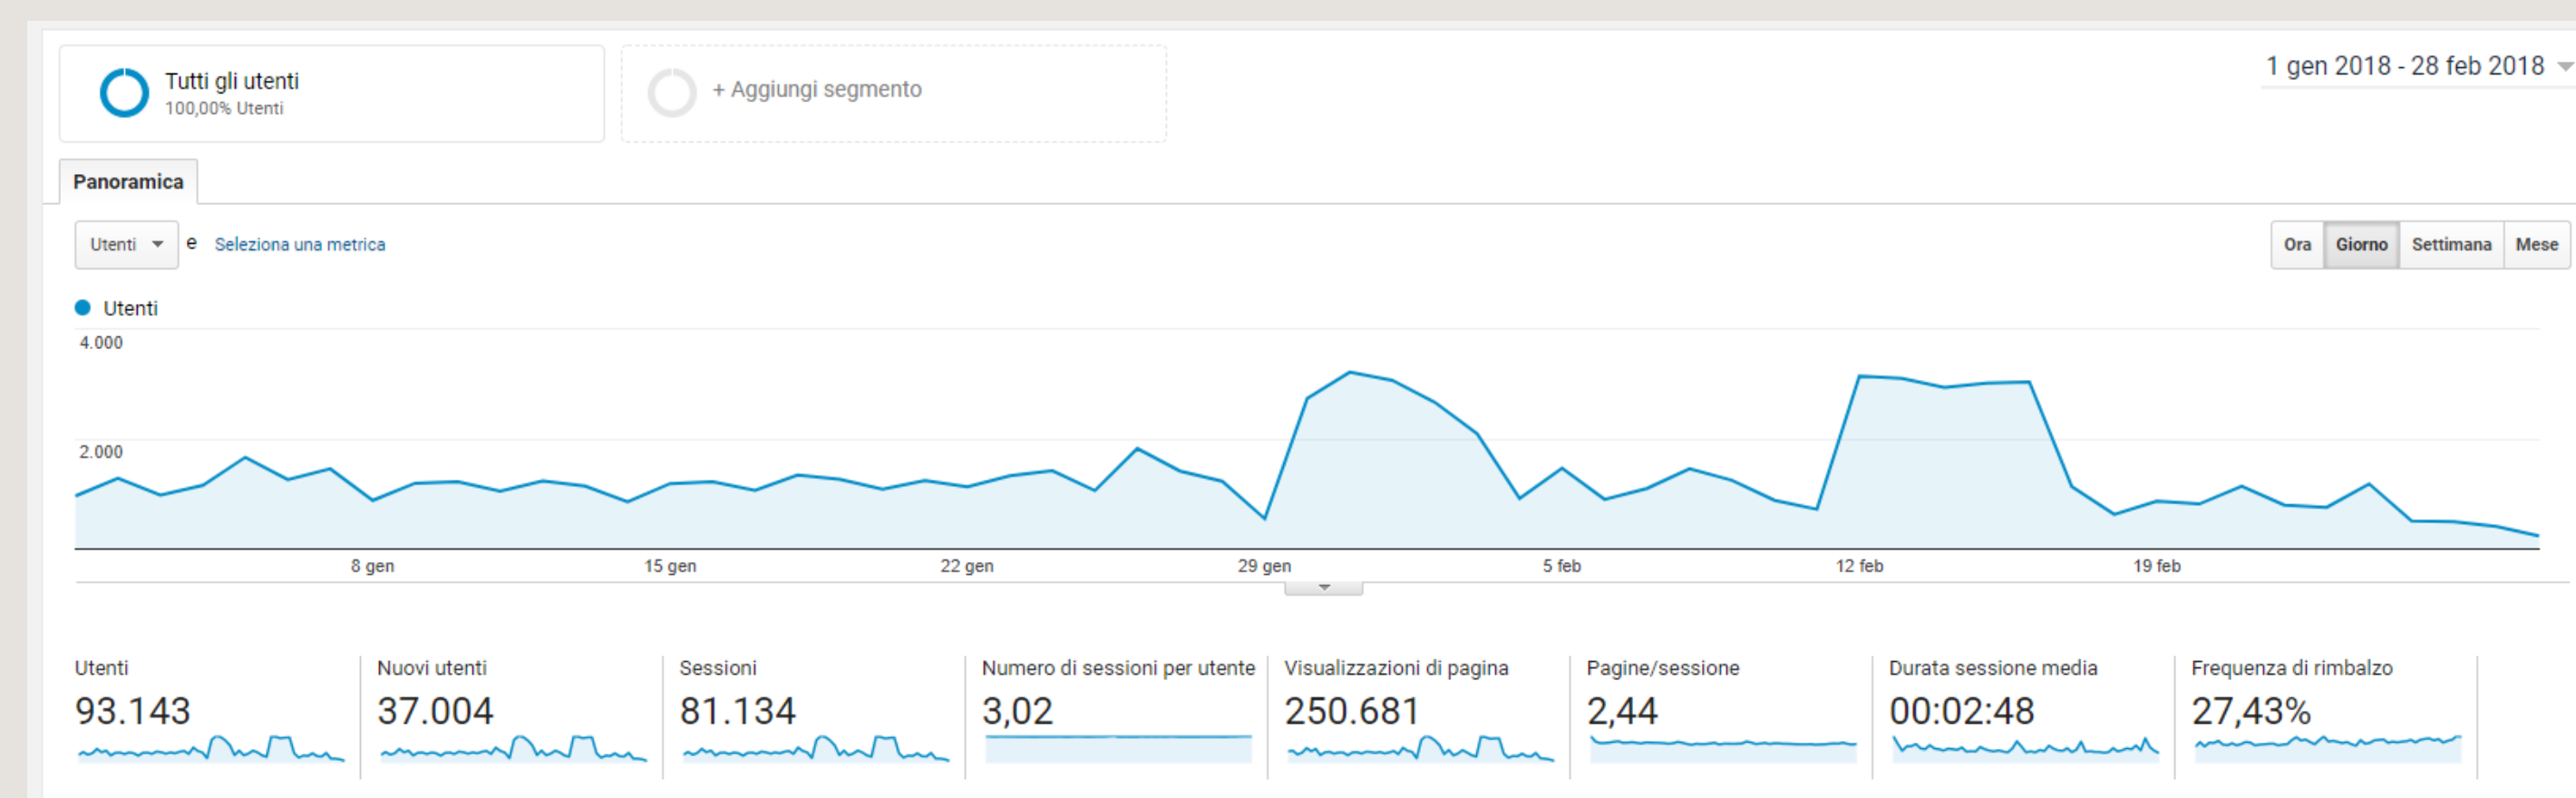 Tutti gli utenti
100,00% Utenti
+ Aggiungi segmento
1 gen 2018 - 28 feb 2018
Panoramica
Utenti e Seleziona una metrica
Ora Giorno Settimana Mese
Utenti
4.000
2.000
8 gen 15 gen 22 gen 29 gen 5 feb 12 feb 19 feb
Utenti
93.143
Nuovi utenti
37.004
Sessioni
81.134
Numero di sessioni per utente
3,02
Visualizzazioni di pagina
250.681
Pagine/sessione
2,44
Durata sessione media
00:02:48
Frequenza di rimbalzo
27,43%